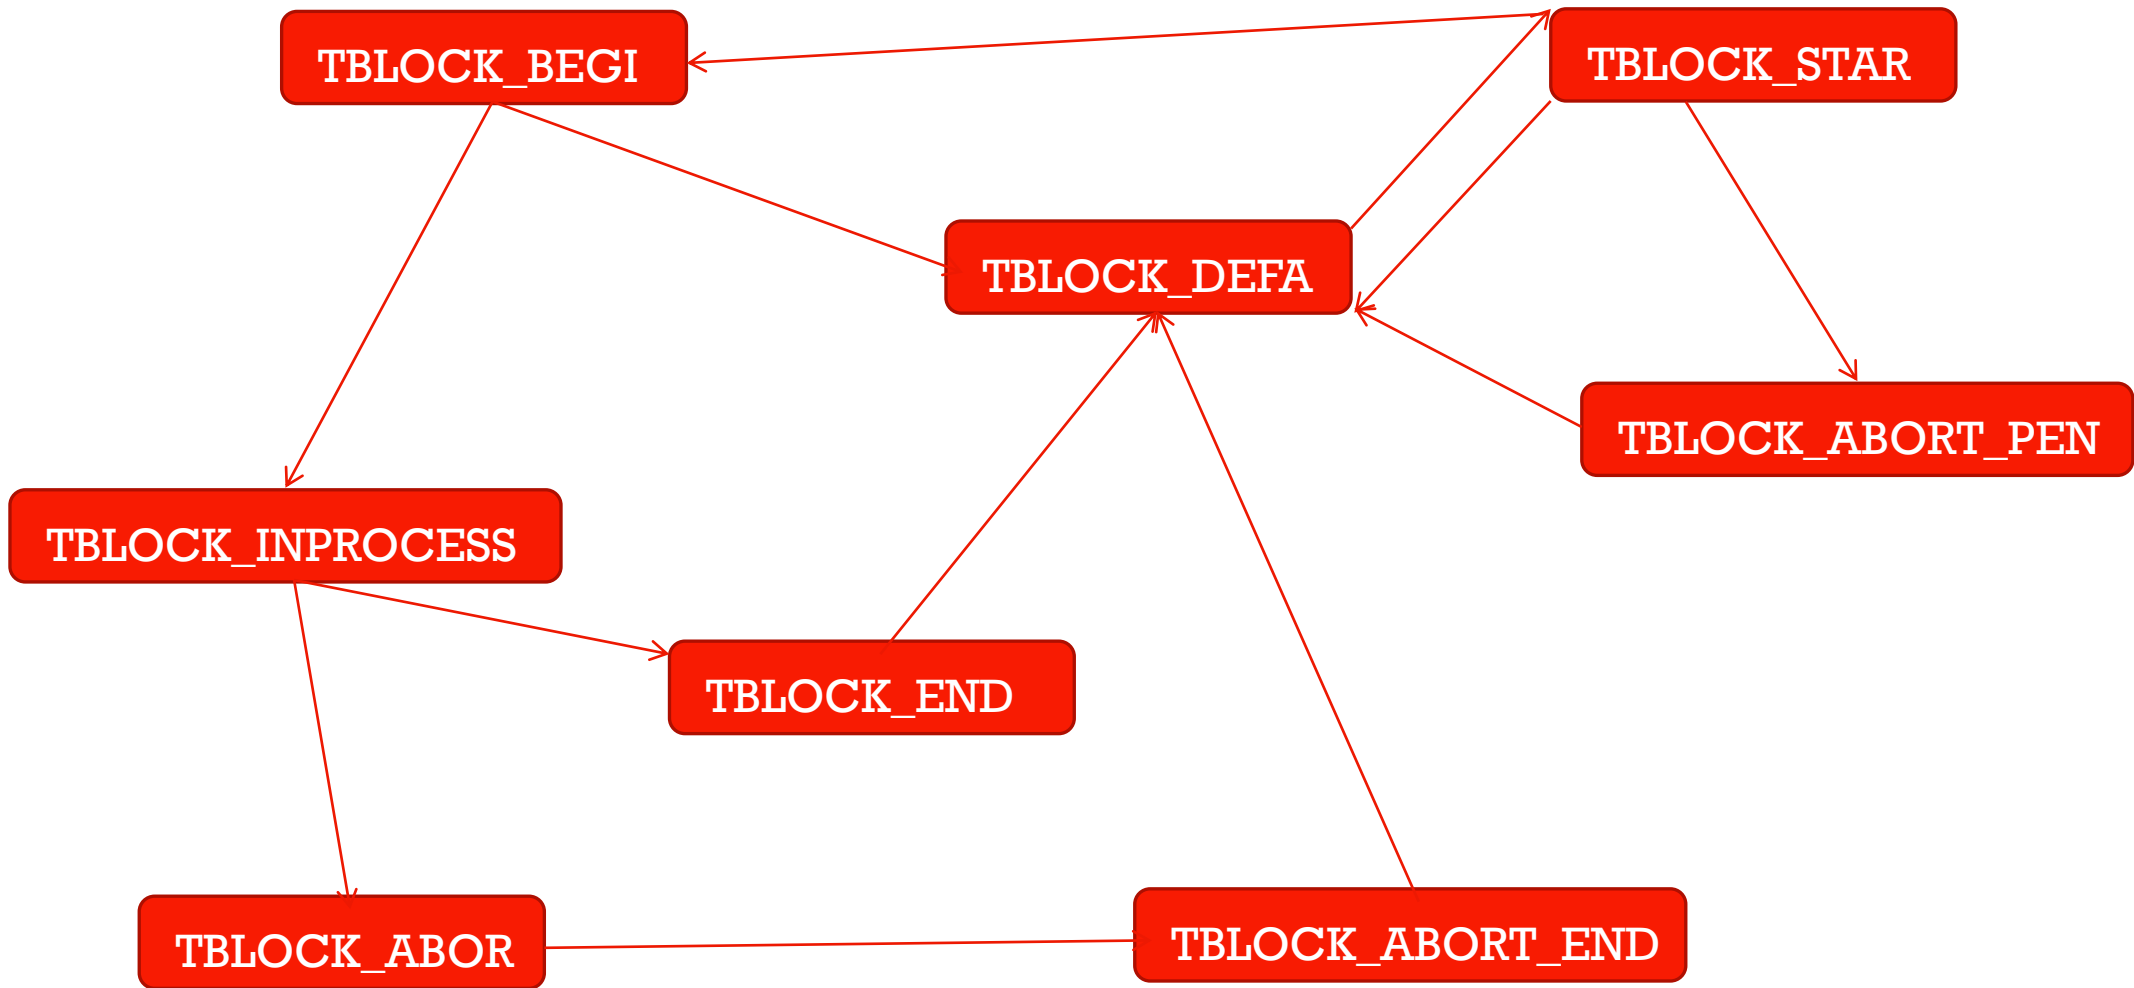 TBLOCK_BEGI
TBLOCK_STAR
TBLOCK_DEFA
TBLOCK_ABORT_PEN
TBLOCK_INPROCESS
TBLOCK_END
TBLOCK_ABOR
TBLOCK_ABORT_END